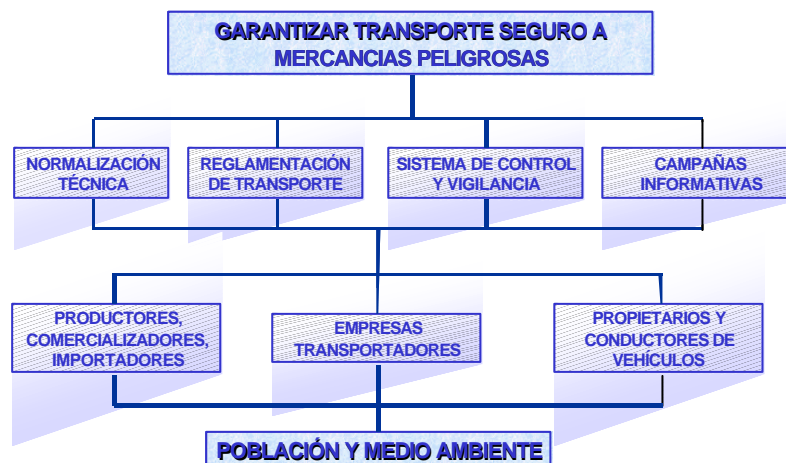 GARANTIZAR TRANSPORTE SEGURO A
MERCANCIAS PELIGROSAS
NORMALIZACIÓN
TÉCNICA
REGLAMENTACIÓN
DE TRANSPORTE
SISTEMA DE CONTROL
Y VIGILANCIA
CAMPAÑAS
INFORMATIVAS
PRODUCTORES,
COMERCIALIZADORES,
IMPORTADORES
EMPRESAS
TRANSPORTADORES
PROPIETARIOS Y
CONDUCTORES DE
VEHÍCULOS
POBLACIÓN Y MEDIO AMBIENTE